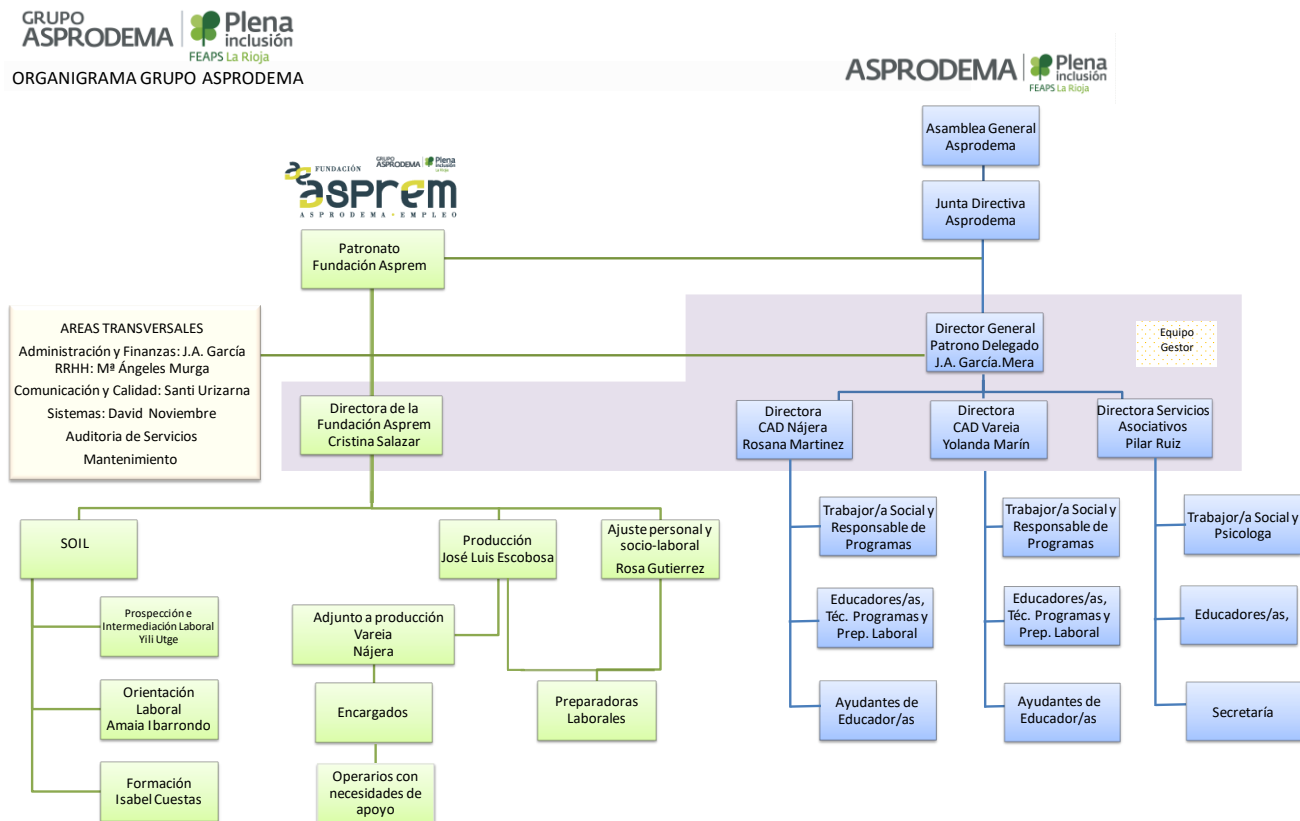 GRUPO
ASPRODEMA
Plena
inclusión
FEAPS La Rioja
ORGANIGRAMA GRUPO ASPRODEMA
ASPRODEMA
Plena
inclusión
FEAPS La Rioja
Asamblea General
Asprodema
Junta Directiva
Asprodema
FUNDACIÓN
GRUPO
ASPRODEMA
Plena
inclusión
La Rioja
asprem
ASPRODEMA - EMPLEO
Patronato
Fundación Asprem
AREAS TRANSVERSALES
Administración y Finanzas: J.A. García
RRHH: Mª Ángeles Murga
Comunicación y Calidad: Santi Urizarna
Sistemas: David Noviembre
Auditoria de Servicios
Mantenimiento
Director General
Patrono Delegado
J.A. García.Mera
Equipo
Gestor
Directora de la
Fundación Asprem
Cristina Salazar
Directora
CAD Nájera
Rosana Martinez
Directora
CAD Vareia
Yolanda Marín
Directora Servicios
Asociativos
Pilar Ruiz
SOIL
Producción
José Luis Escobosa
Ajuste personal y
socio-laboral
Rosa Gutierrez
Trabajor/a Social y
Responsable de
Programas
Trabajor/a Social y
Responsable de
Programas
Trabajor/a Social y
Psicologa
Prospección e
Intermediación Laboral
Yili Utge
Adjunto a producción
Vareia
Nájera
Educadores/as,
Téc. Programas y
Prep. Laboral
Educadores/as,
Téc. Programas y
Prep. Laboral
Educadores/as,
Orientación
Laboral
Amaia Ibarrondo
Encargados
Preparadoras
Laborales
Ayudantes de
Educador/as
Ayudantes de
Educador/as
Secretaría
Formación
Isabel Cuestas
Operarios con
necesidades de
apoyo